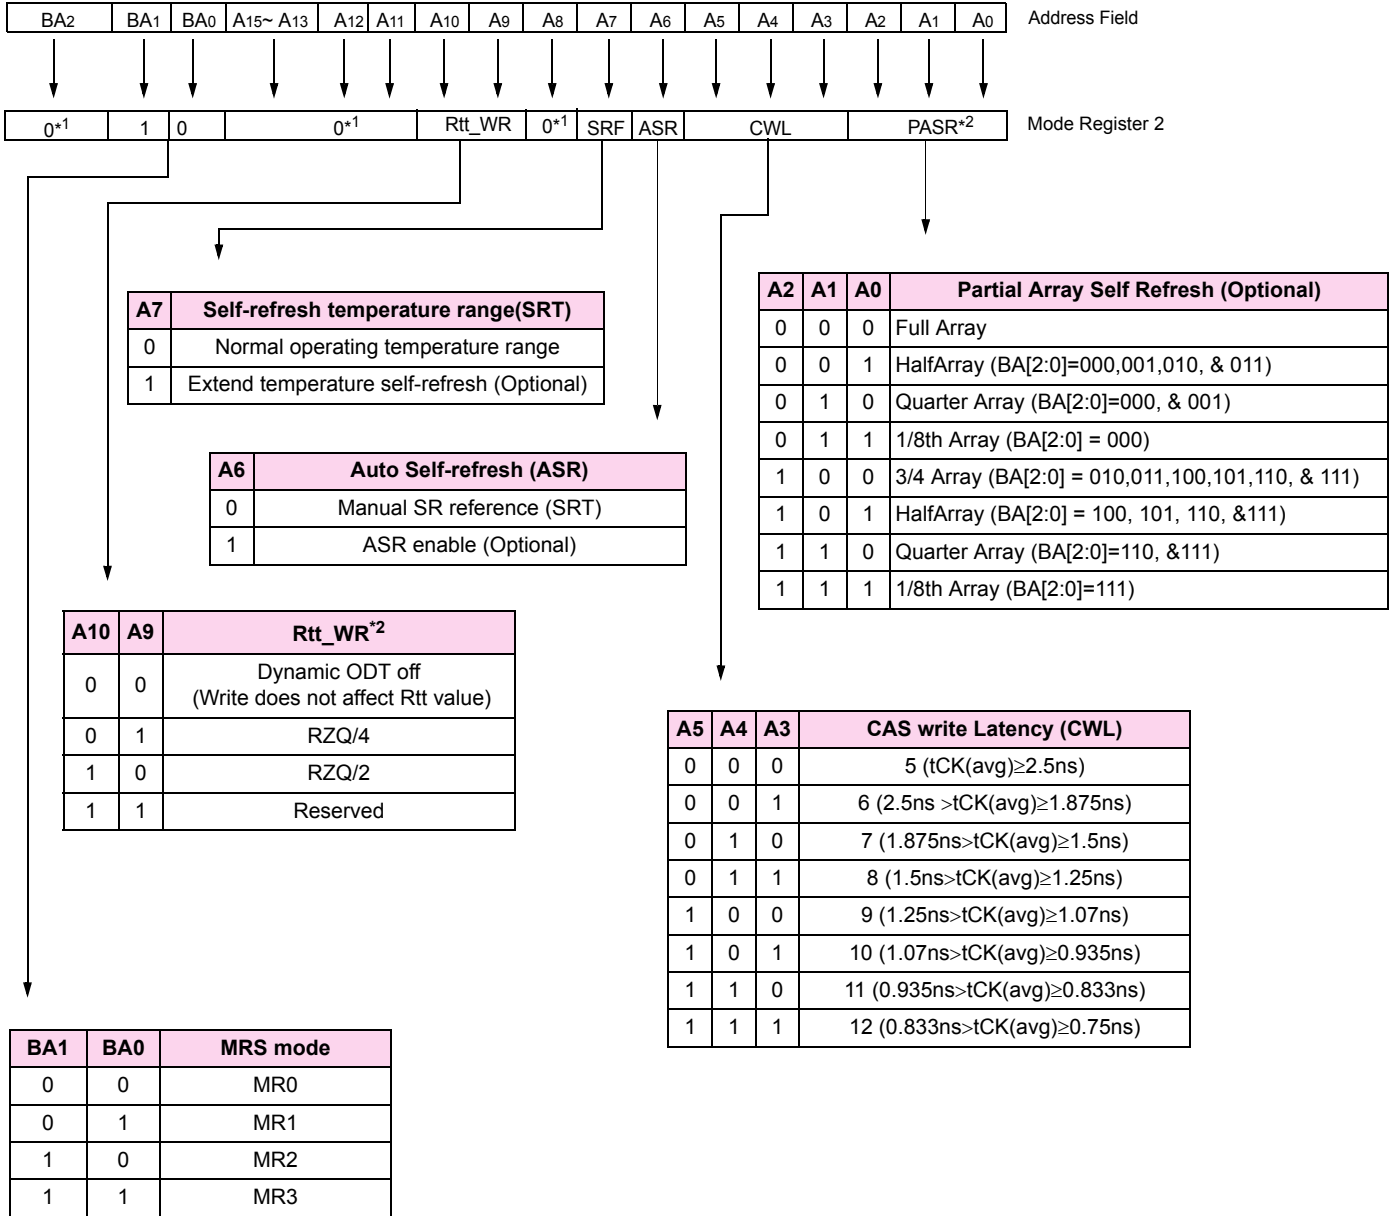 BA2 BA1 BA0 A15~ A13 A12 A11 A10 A9 A8 A7 A6 A5 A4 A3 A2 A1 A0 Address Field
0*1 1 0 0*1 Rtt_WR 0*1 SRF ASR CWL PASR*2 Mode Register 2
A7 Self-refresh temperature range(SRT)
0 Normal operating temperature range
1 Extend temperature self-refresh (Optional)
A2 A1 A0 Partial Array Self Refresh (Optional)
0 0 0 Full Array
0 0 1 HalfArray (BA[2:0]=000,001,010, & 011)
0 1 0 Quarter Array (BA[2:0]=000, & 001)
0 1 1 1/8th Array (BA[2:0] = 000)
1 0 0 3/4 Array (BA[2:0] = 010,011,100,101,110, & 111)
1 0 1 HalfArray (BA[2:0] = 100, 101, 110, &111)
1 1 0 Quarter Array (BA[2:0]=110, &111)
1 1 1 1/8th Array (BA[2:0]=111)
A6 Auto Self-refresh (ASR)
0 Manual SR reference (SRT)
1 ASR enable (Optional)
A10 A9 Rtt_WR*2
0 0 Dynamic ODT off
(Write does not affect Rtt value)
0 1 RZQ/4
1 0 RZQ/2
1 1 Reserved
A5 A4 A3 CAS write Latency (CWL)
0 0 0 5 (tCK(avg)≥2.5ns)
0 0 1 6 (2.5ns >tCK(avg)≥1.875ns)
0 1 0 7 (1.875ns>tCK(avg)≥1.5ns)
0 1 1 8 (1.5ns>tCK(avg)≥1.25ns)
1 0 0 9 (1.25ns>tCK(avg)≥1.07ns)
1 0 1 10 (1.07ns>tCK(avg)≥0.935ns)
1 1 0 11 (0.935ns>tCK(avg)≥0.833ns)
1 1 1 12 (0.833ns>tCK(avg)≥0.75ns)
BA1 BA0 MRS mode
0 0 MR0
0 1 MR1
1 0 MR2
1 1 MR3